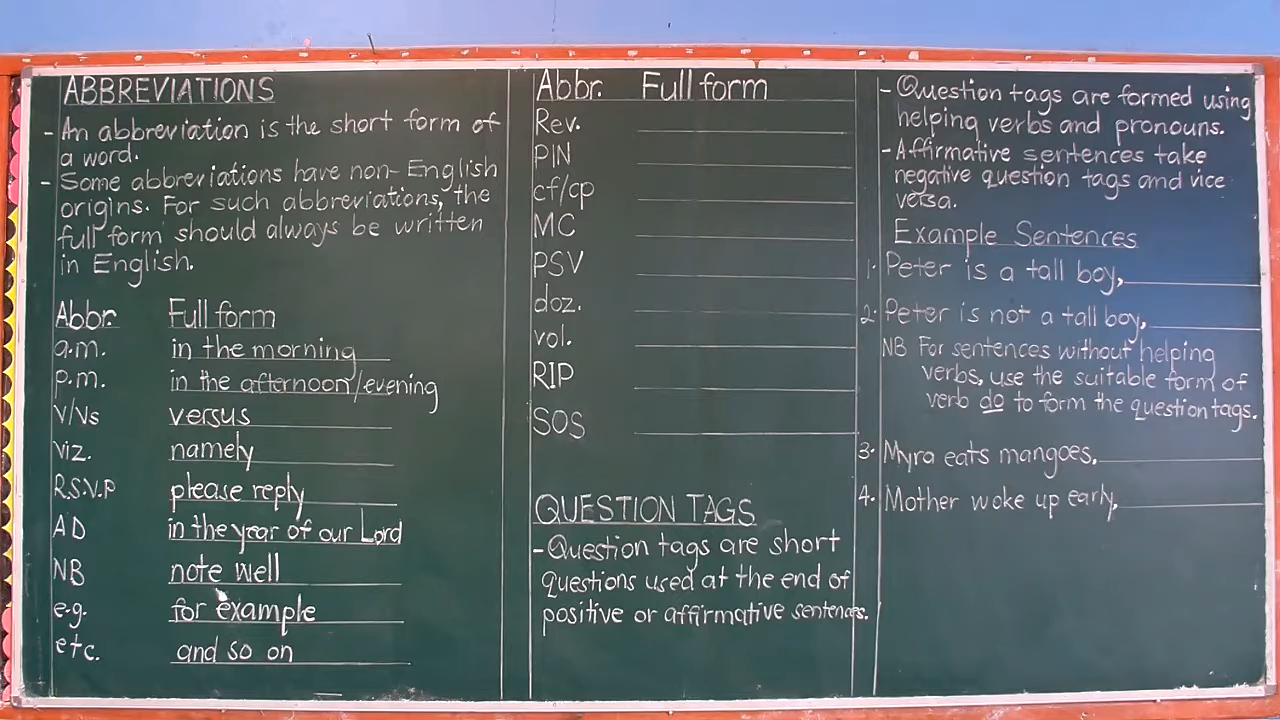 ABBREVIATIONS
- An abbreviation is the short form of
a word.
- Some abbreviations have non-English
origins. For such abbreviations, the
full form should always be written
in English.
Abbr. Full form
a.m. in the morning
p.m. in the afternoon/evening
V/Vs versus
viz. namely
R.S.V.P please reply
AD in the year of our Lord
NB note well
e.g. for example
etc. and so on
Abbr. Full form
Rev.
PIN
cf/cp
MC
PSV
doz.
vol.
RIP
SOS
QUESTION TAGS
- Question tags are short
questions used at the end of
positive or affirmative sentences.
- Question tags are formed using
helping verbs and pronouns.
- Affirmative sentences take
negative question tags and vice
versa.
Example Sentences
1. Peter is a tall boy,
2. Peter is not a tall boy,
NB For sentences without helping
verbs, use the suitable form of
verb do to form the question tags.
3. Myra eats mangoes,
4. Mother woke up early,